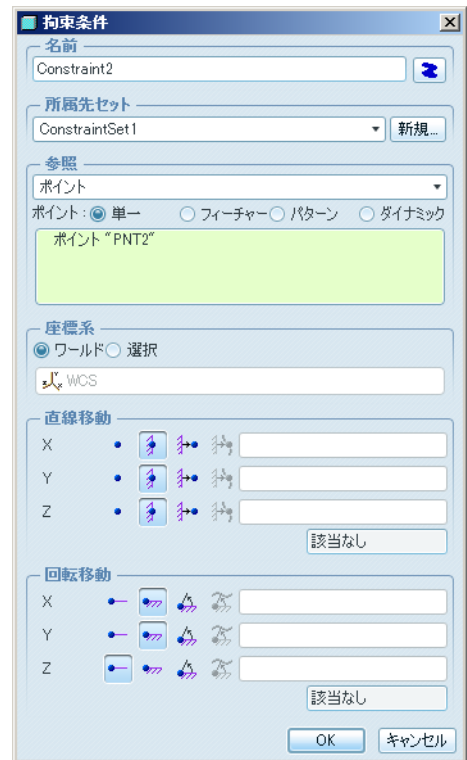 拘束条件
名前
Constraint2
所属先セット
ConstraintSet1 新規...
参照
ポイント
ポイント： 単一 フィーチャー パターン ダイナミック
ポイント "PNT2"
座標系
ワールド 選択
WCS
直線移動
X
Y
Z
該当なし
回転移動
X
Y
Z
該当なし
OK キャンセル